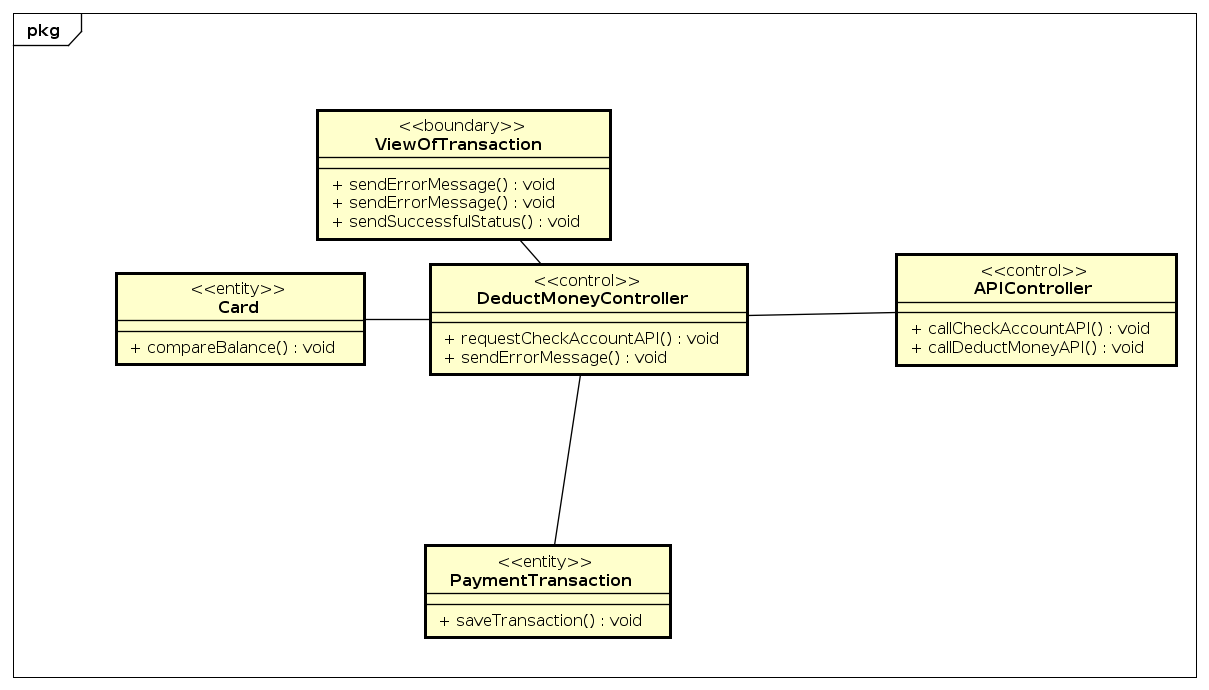 pkg
<<boundary>>
ViewOfTransaction
+ sendErrorMessage() : void
+ sendErrorMessage() : void
+ sendSuccessfulStatus() : void
<<entity>>
Card
+ compareBalance() : void
<<control>>
DeductMoneyController
+ requestCheckAccountAPI() : void
+ sendErrorMessage() : void
<<control>>
APIController
+ callCheckAccountAPI() : void
+ callDeductMoneyAPI() : void
<<entity>>
PaymentTransaction
+ saveTransaction() : void